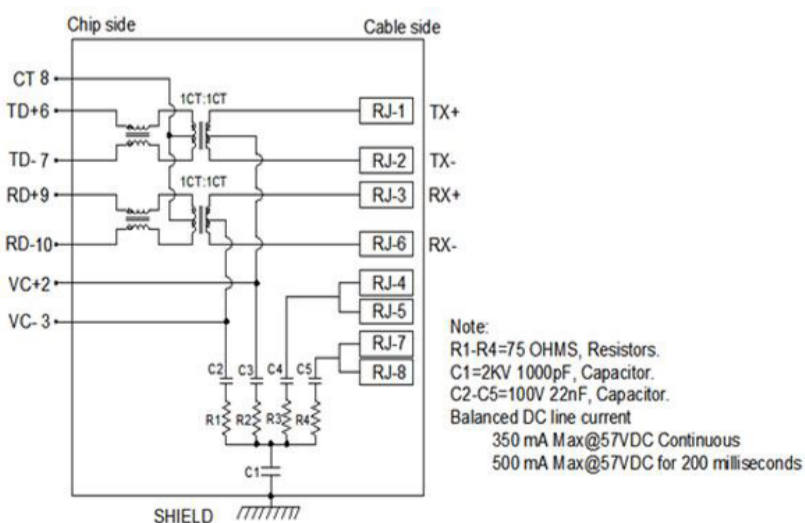 Chip side Cable side
CT 8
1CT:1CT
TD+6 RJ-1 TX+
TD- 7 RJ-2 TX-
1CT:1CT
RD+9 RJ-3 RX+
RD-10 RJ-6 RX-
VC+2 RJ-4
RJ-5
VC- 3
RJ-7
C2 C3 C4 C5 RJ-8
R1 R2 R3 R4
C1
SHIELD
Note:
R1-R4=75 OHMS, Resistors.
C1=2KV 1000pF, Capacitor.
C2-C5=100V 22nF, Capacitor.
Balanced DC line current
350 mA Max@57VDC Continuous
500 mA Max@57VDC for 200 milliseconds